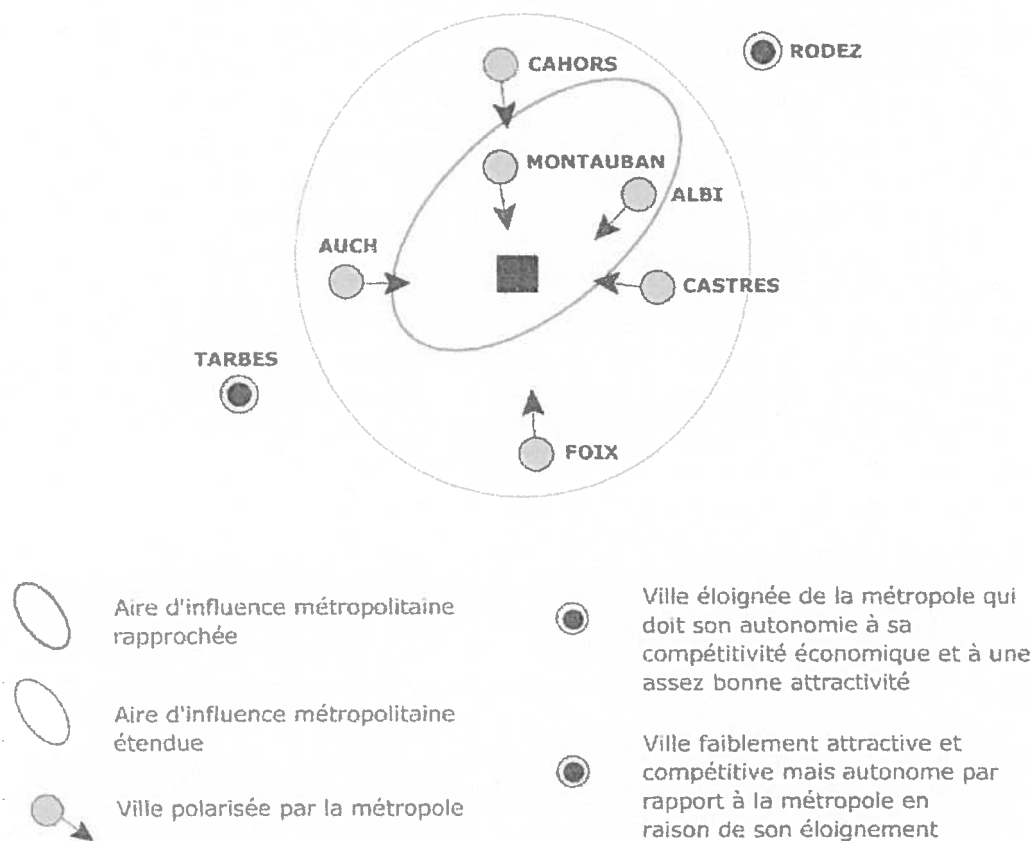 CAHORS
RODEZ
MONTAUBAN
ALBI
AUCH
CASTRES
TARBES
FOIX
Aire d'influence métropolitaine
rapprochée
Aire d'influence métropolitaine
étendue
Ville polarisée par la métropole
Ville éloignée de la métropole qui
doit son autonomie à sa
compétitivité économique et à une
assez bonne attractivité
Ville faiblement attractive et
compétitive mais autonome par
rapport à la métropole en
raison de son éloignement